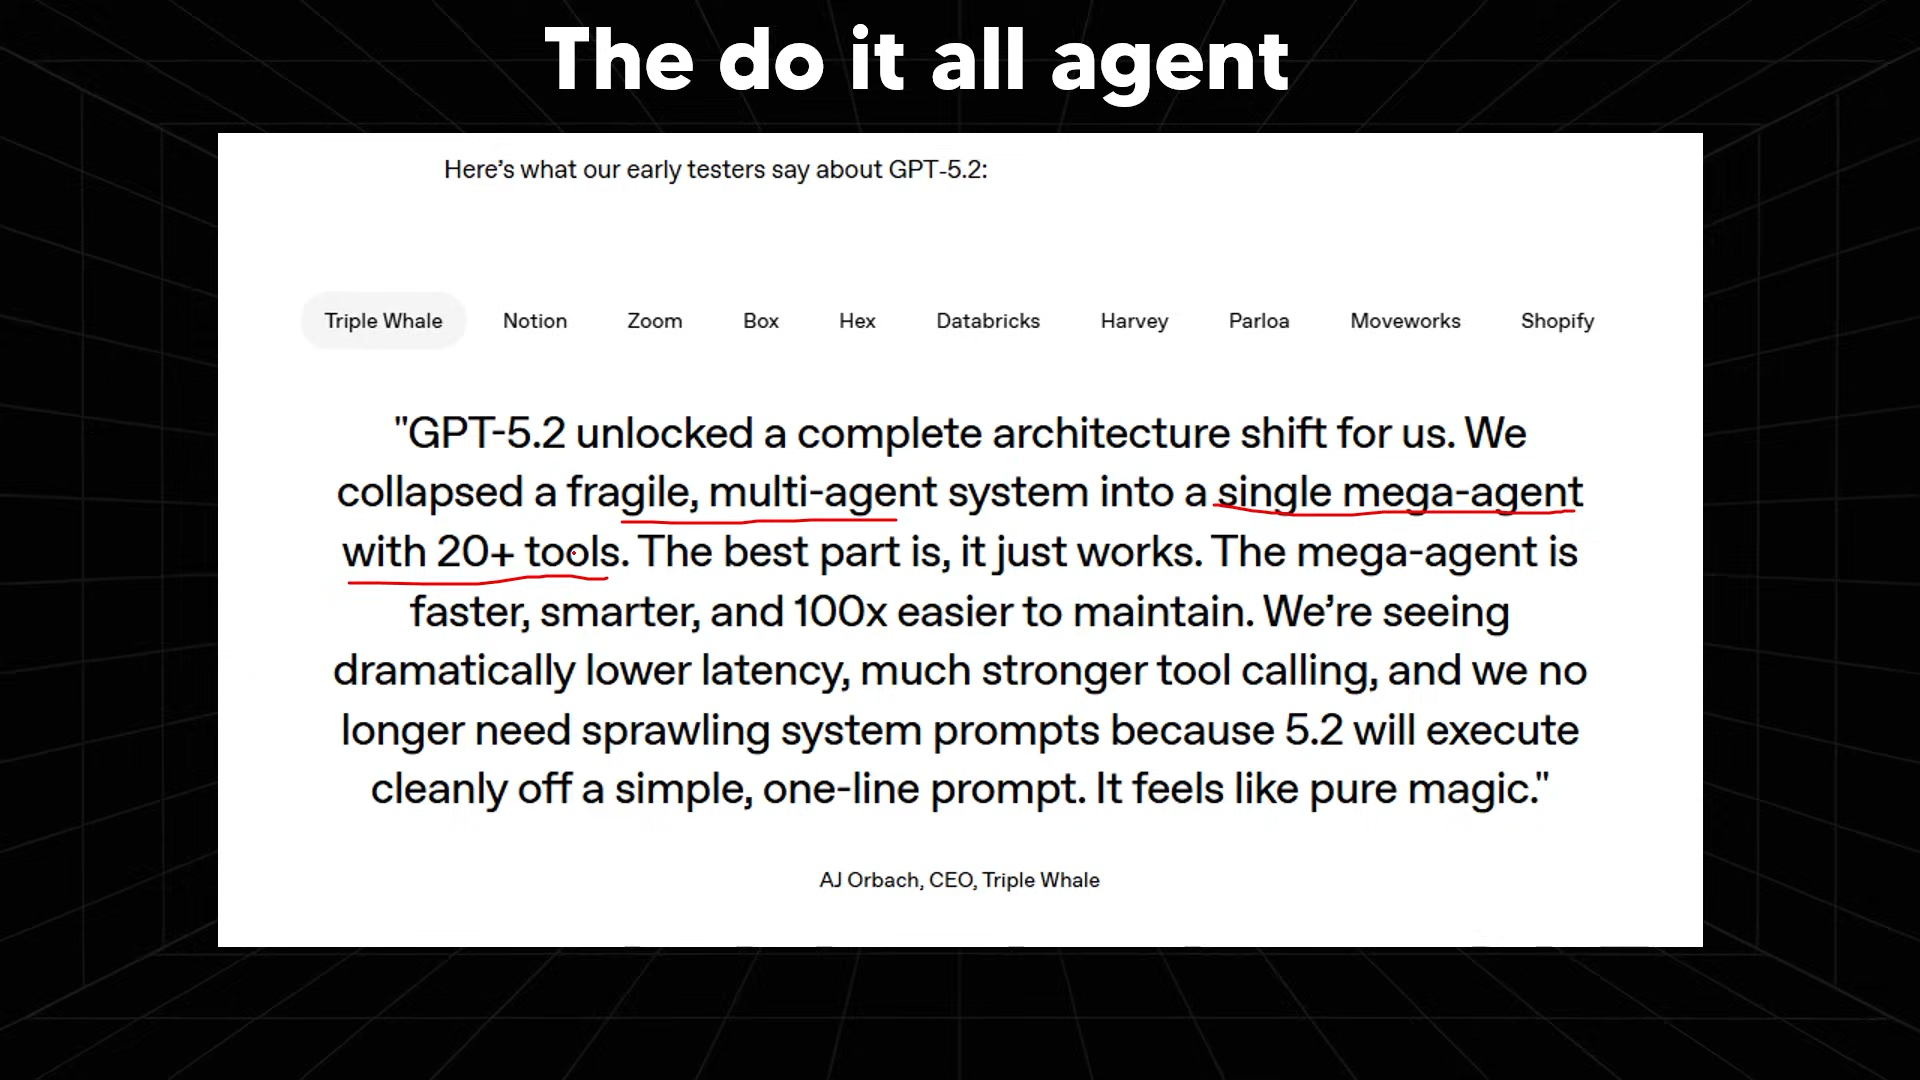 The do it all agent
Here’s what our early testers say about GPT-5.2:
Triple Whale Notion Zoom Box Hex Databricks Harvey Parloa Moveworks Shopify
"GPT-5.2 unlocked a complete architecture shift for us. We
collapsed a fragile, multi-agent system into a single mega-agent
with 20+ tools. The best part is, it just works. The mega-agent is
faster, smarter, and 100x easier to maintain. We’re seeing
dramatically lower latency, much stronger tool calling, and we no
longer need sprawling system prompts because 5.2 will execute
cleanly off a simple, one-line prompt. It feels like pure magic."
AJ Orbach, CEO, Triple Whale